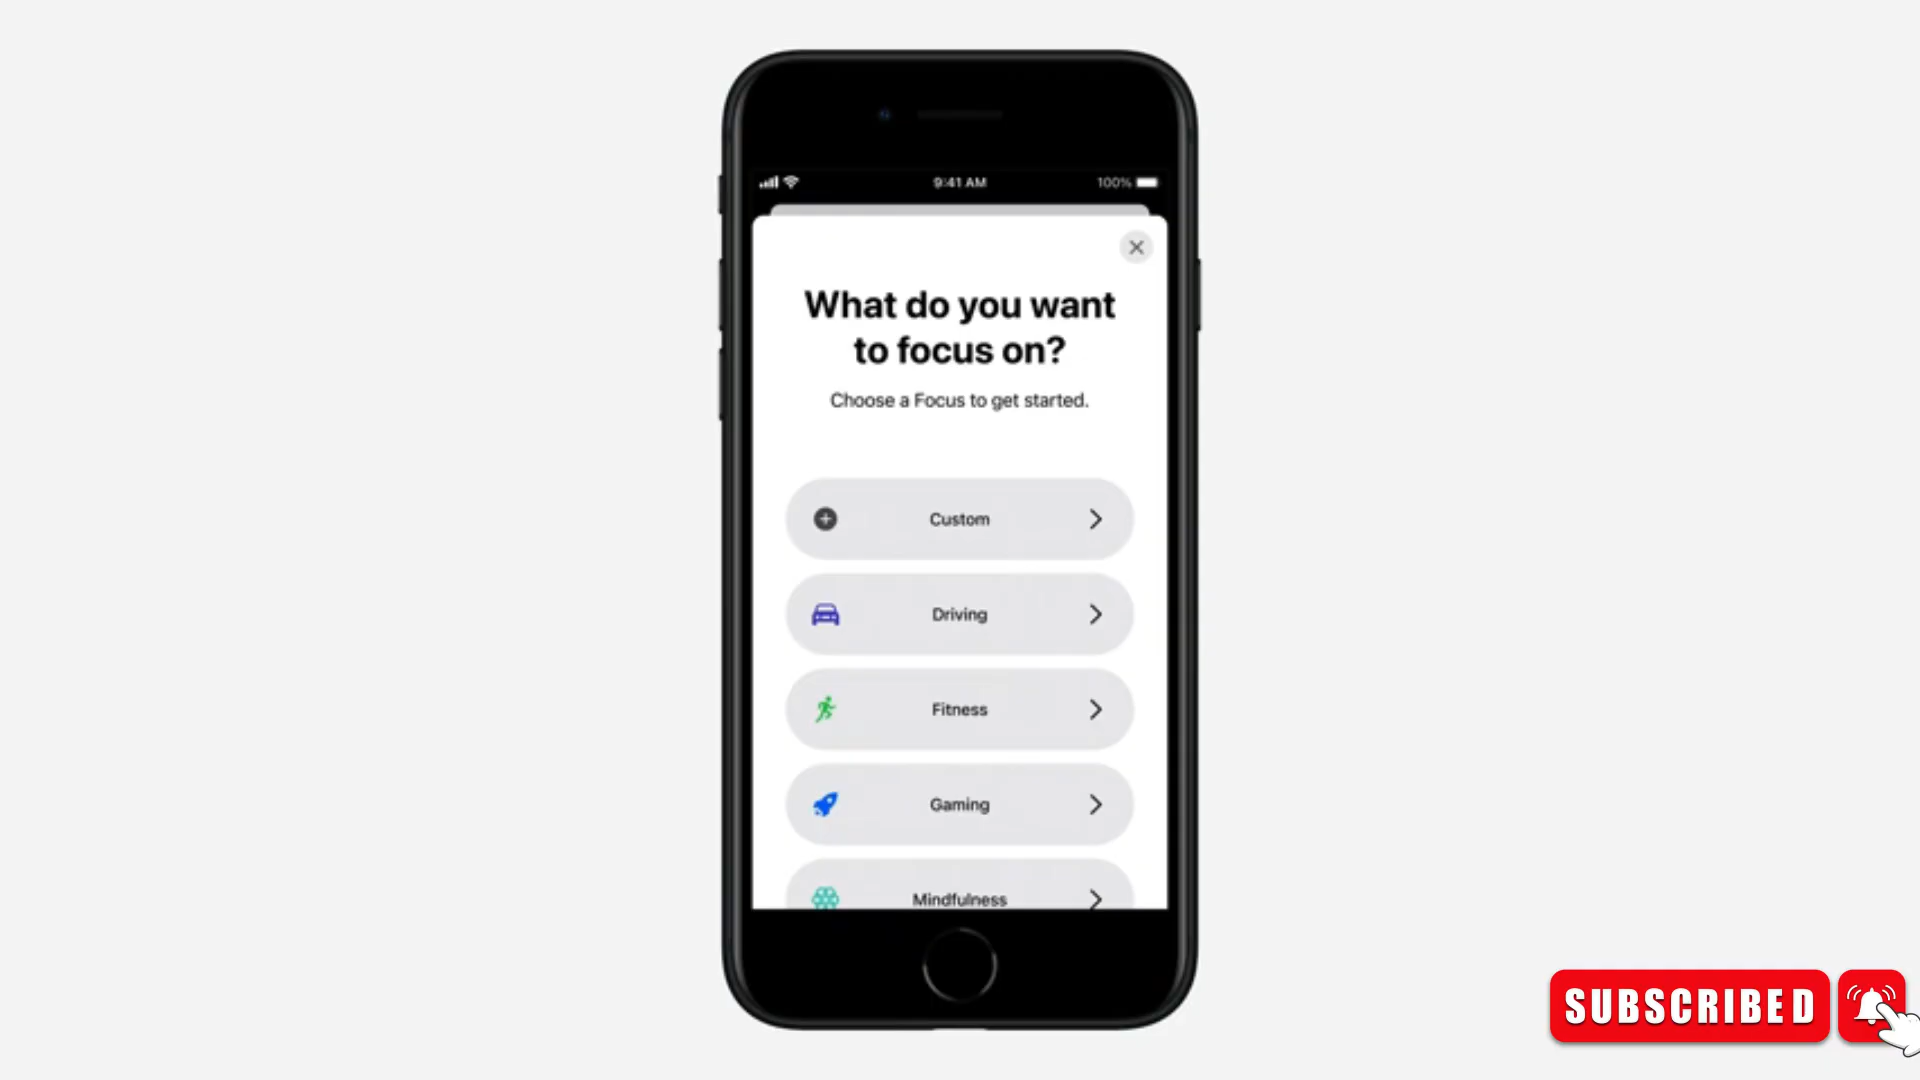 9:41 AM
100%
What do you want
to focus on?
Choose a Focus to get started.
Custom
Driving
Fitness
Gaming
Mindfulness
SUBSCRIBED